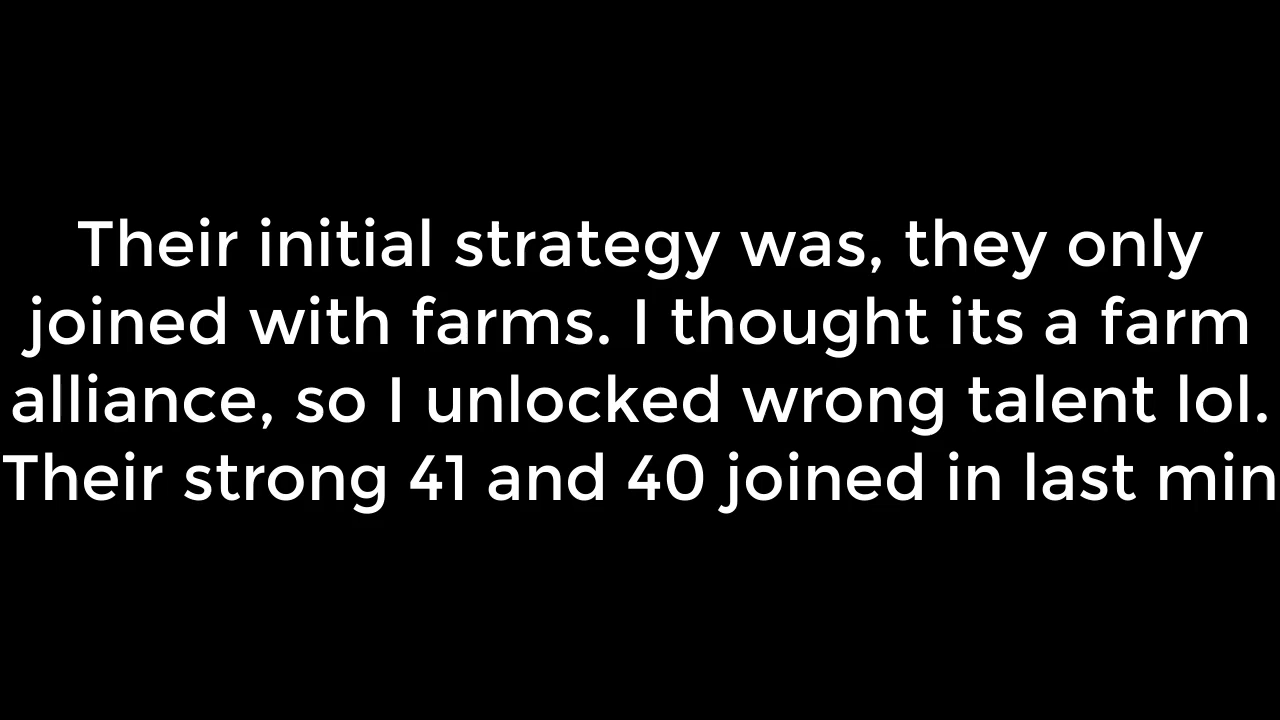 Their initial strategy was, they only
joined with farms. I thought its a farm
alliance, so I unlocked wrong talent lol.
Their strong 41 and 40 joined in last min